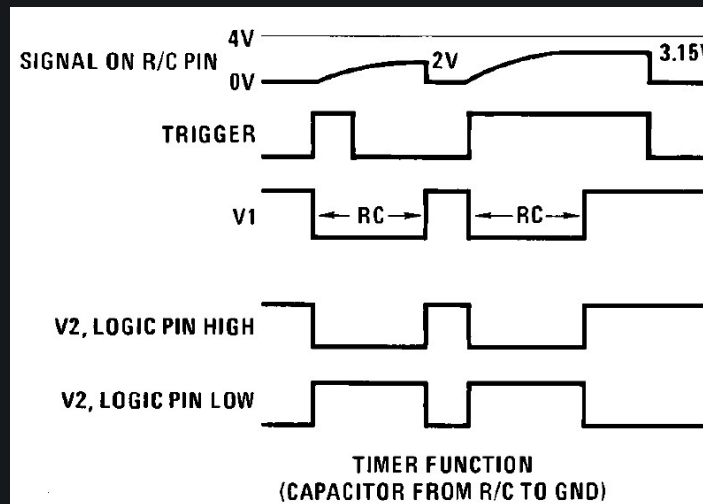 4V
SIGNAL ON R/C PIN
2V
3.15V
0V
TRIGGER
V1
RC
RC
V2, LOGIC PIN HIGH
V2, LOGIC PIN LOW
TIMER FUNCTION
(CAPACITOR FROM R/C TO GND)